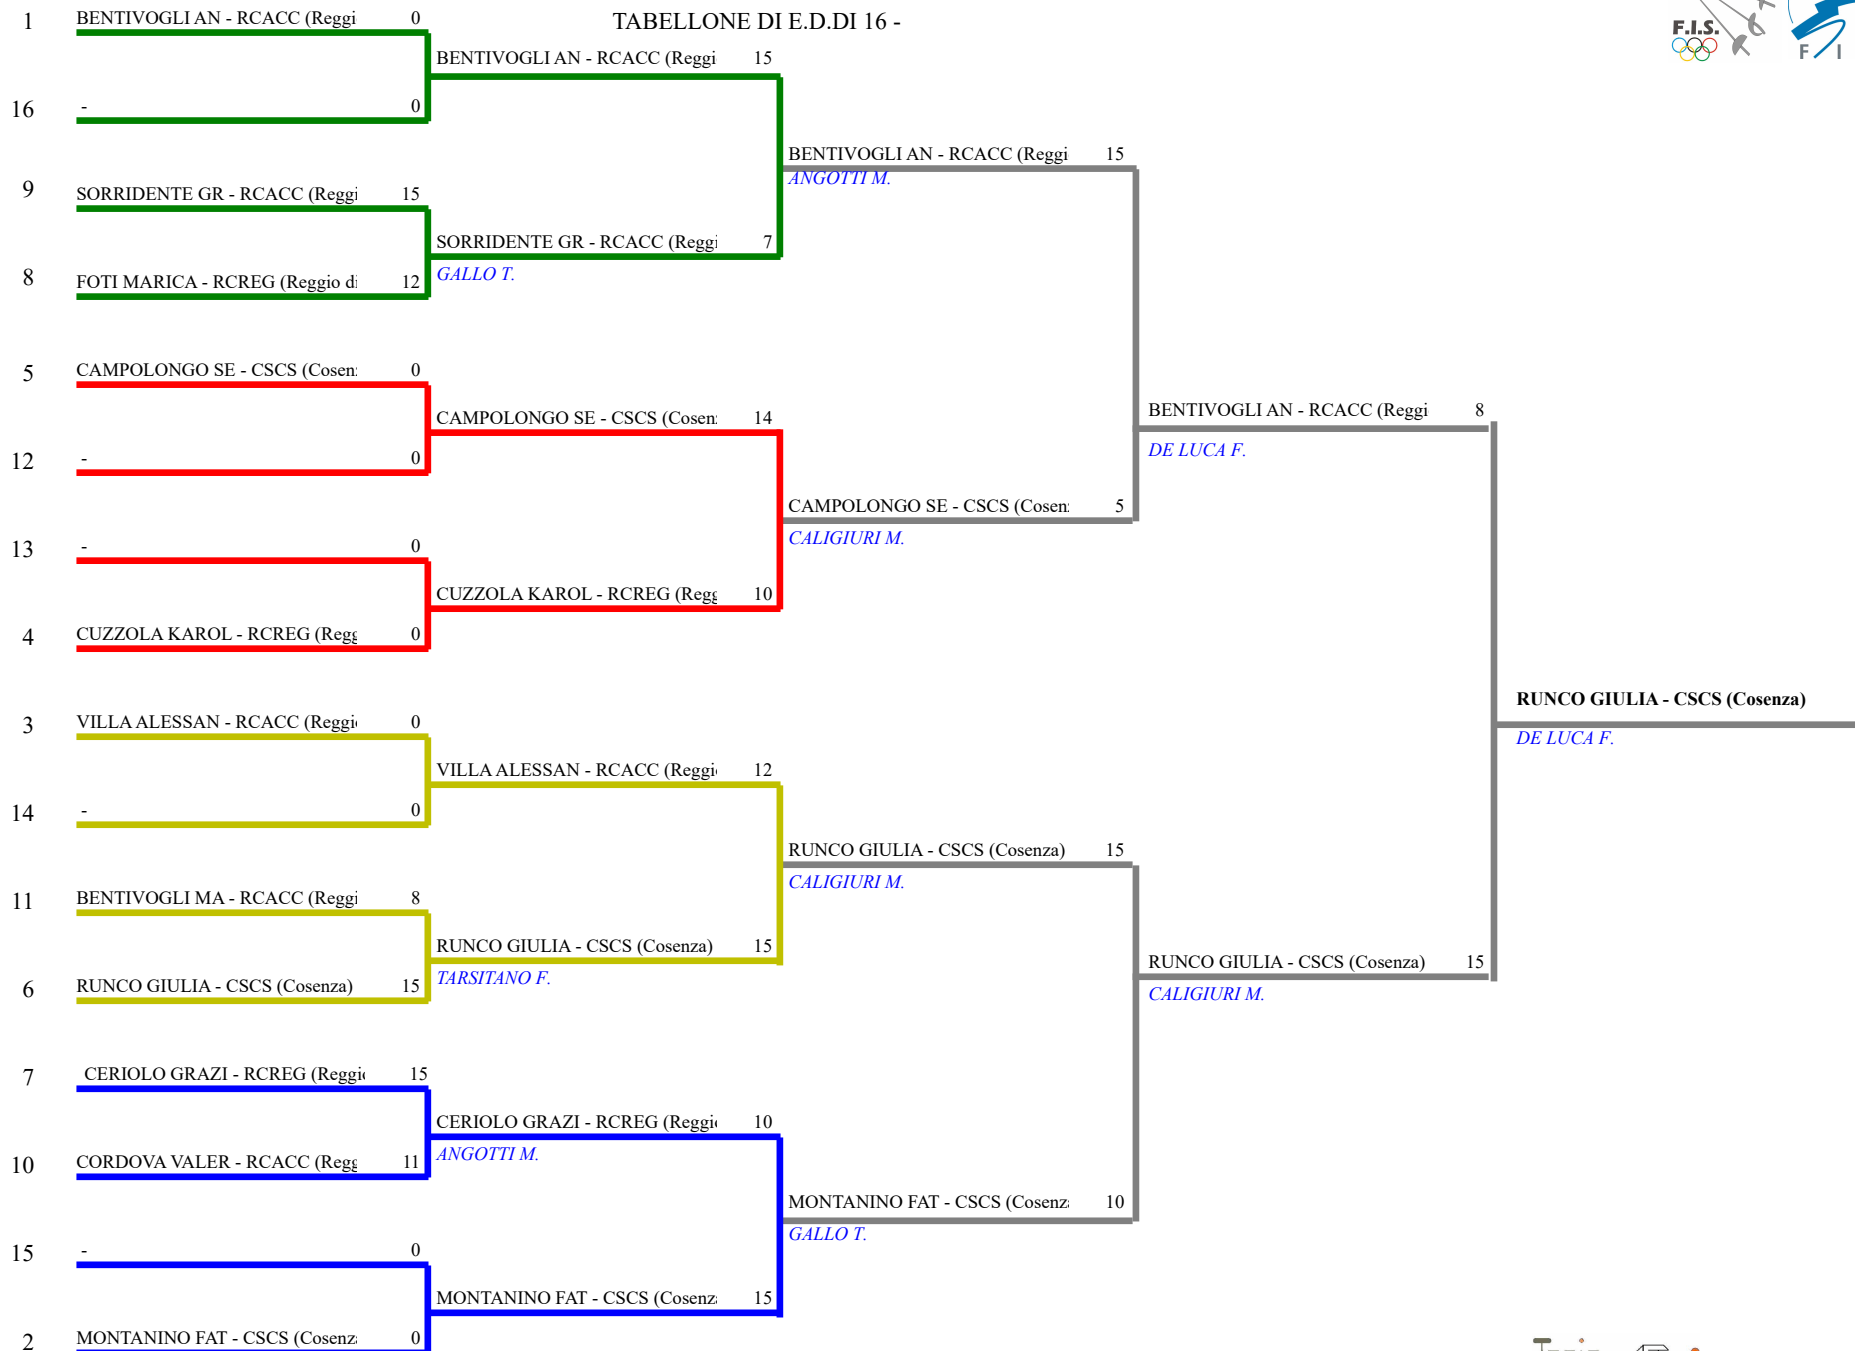 TABELLONE DI E.D.DI 16 -
F.I.S.
F I
1 BENTIVOGLI AN - RCACC (Reggi 0
BENTIVOGLI AN - RCACC (Reggi 15
16 - 0
BENTIVOGLI AN - RCACC (Reggi 15
ANGOTTI M.
9 SORRIDENTE GR - RCACC (Reggi 15
SORRIDENTE GR - RCACC (Reggi 7
GALLO T.
8 FOTI MARICA - RCREG (Reggio di 12
5 CAMPOLONGO SE - CSCS (Cosen 0
CAMPOLONGO SE - CSCS (Cosen 14
BENTIVOGLI AN - RCACC (Reggi 8
DE LUCA F.
12 - 0
CAMPOLONGO SE - CSCS (Cosen 5
CALIGIURI M.
13 - 0
CUZZOLA KAROL - RCREG (Regg 10
4 CUZZOLA KAROL - RCREG (Regg 0
RUNCO GIULIA - CSCS (Cosenza)
DE LUCA F.
3 VILLA ALESSAN - RCACC (Reggi 0
VILLA ALESSAN - RCACC (Reggi 12
14 - 0
RUNCO GIULIA - CSCS (Cosenza) 15
CALIGIURI M.
11 BENTIVOGLI MA - RCACC (Reggi 8
RUNCO GIULIA - CSCS (Cosenza) 15
TARSITANO F.
RUNCO GIULIA - CSCS (Cosenza) 15
CALIGIURI M.
6 RUNCO GIULIA - CSCS (Cosenza) 15
7 CERIOLO GRAZI - RCREG (Reggi 15
CERIOLO GRAZI - RCREG (Reggi 10
ANGOTTI M.
10 CORDOVA VALER - RCACC (Regg 11
MONTANINO FAT - CSCS (Cosenz 10
GALLO T.
15 - 0
MONTANINO FAT - CSCS (Cosenz 15
2 MONTANINO FAT - CSCS (Cosenz 0